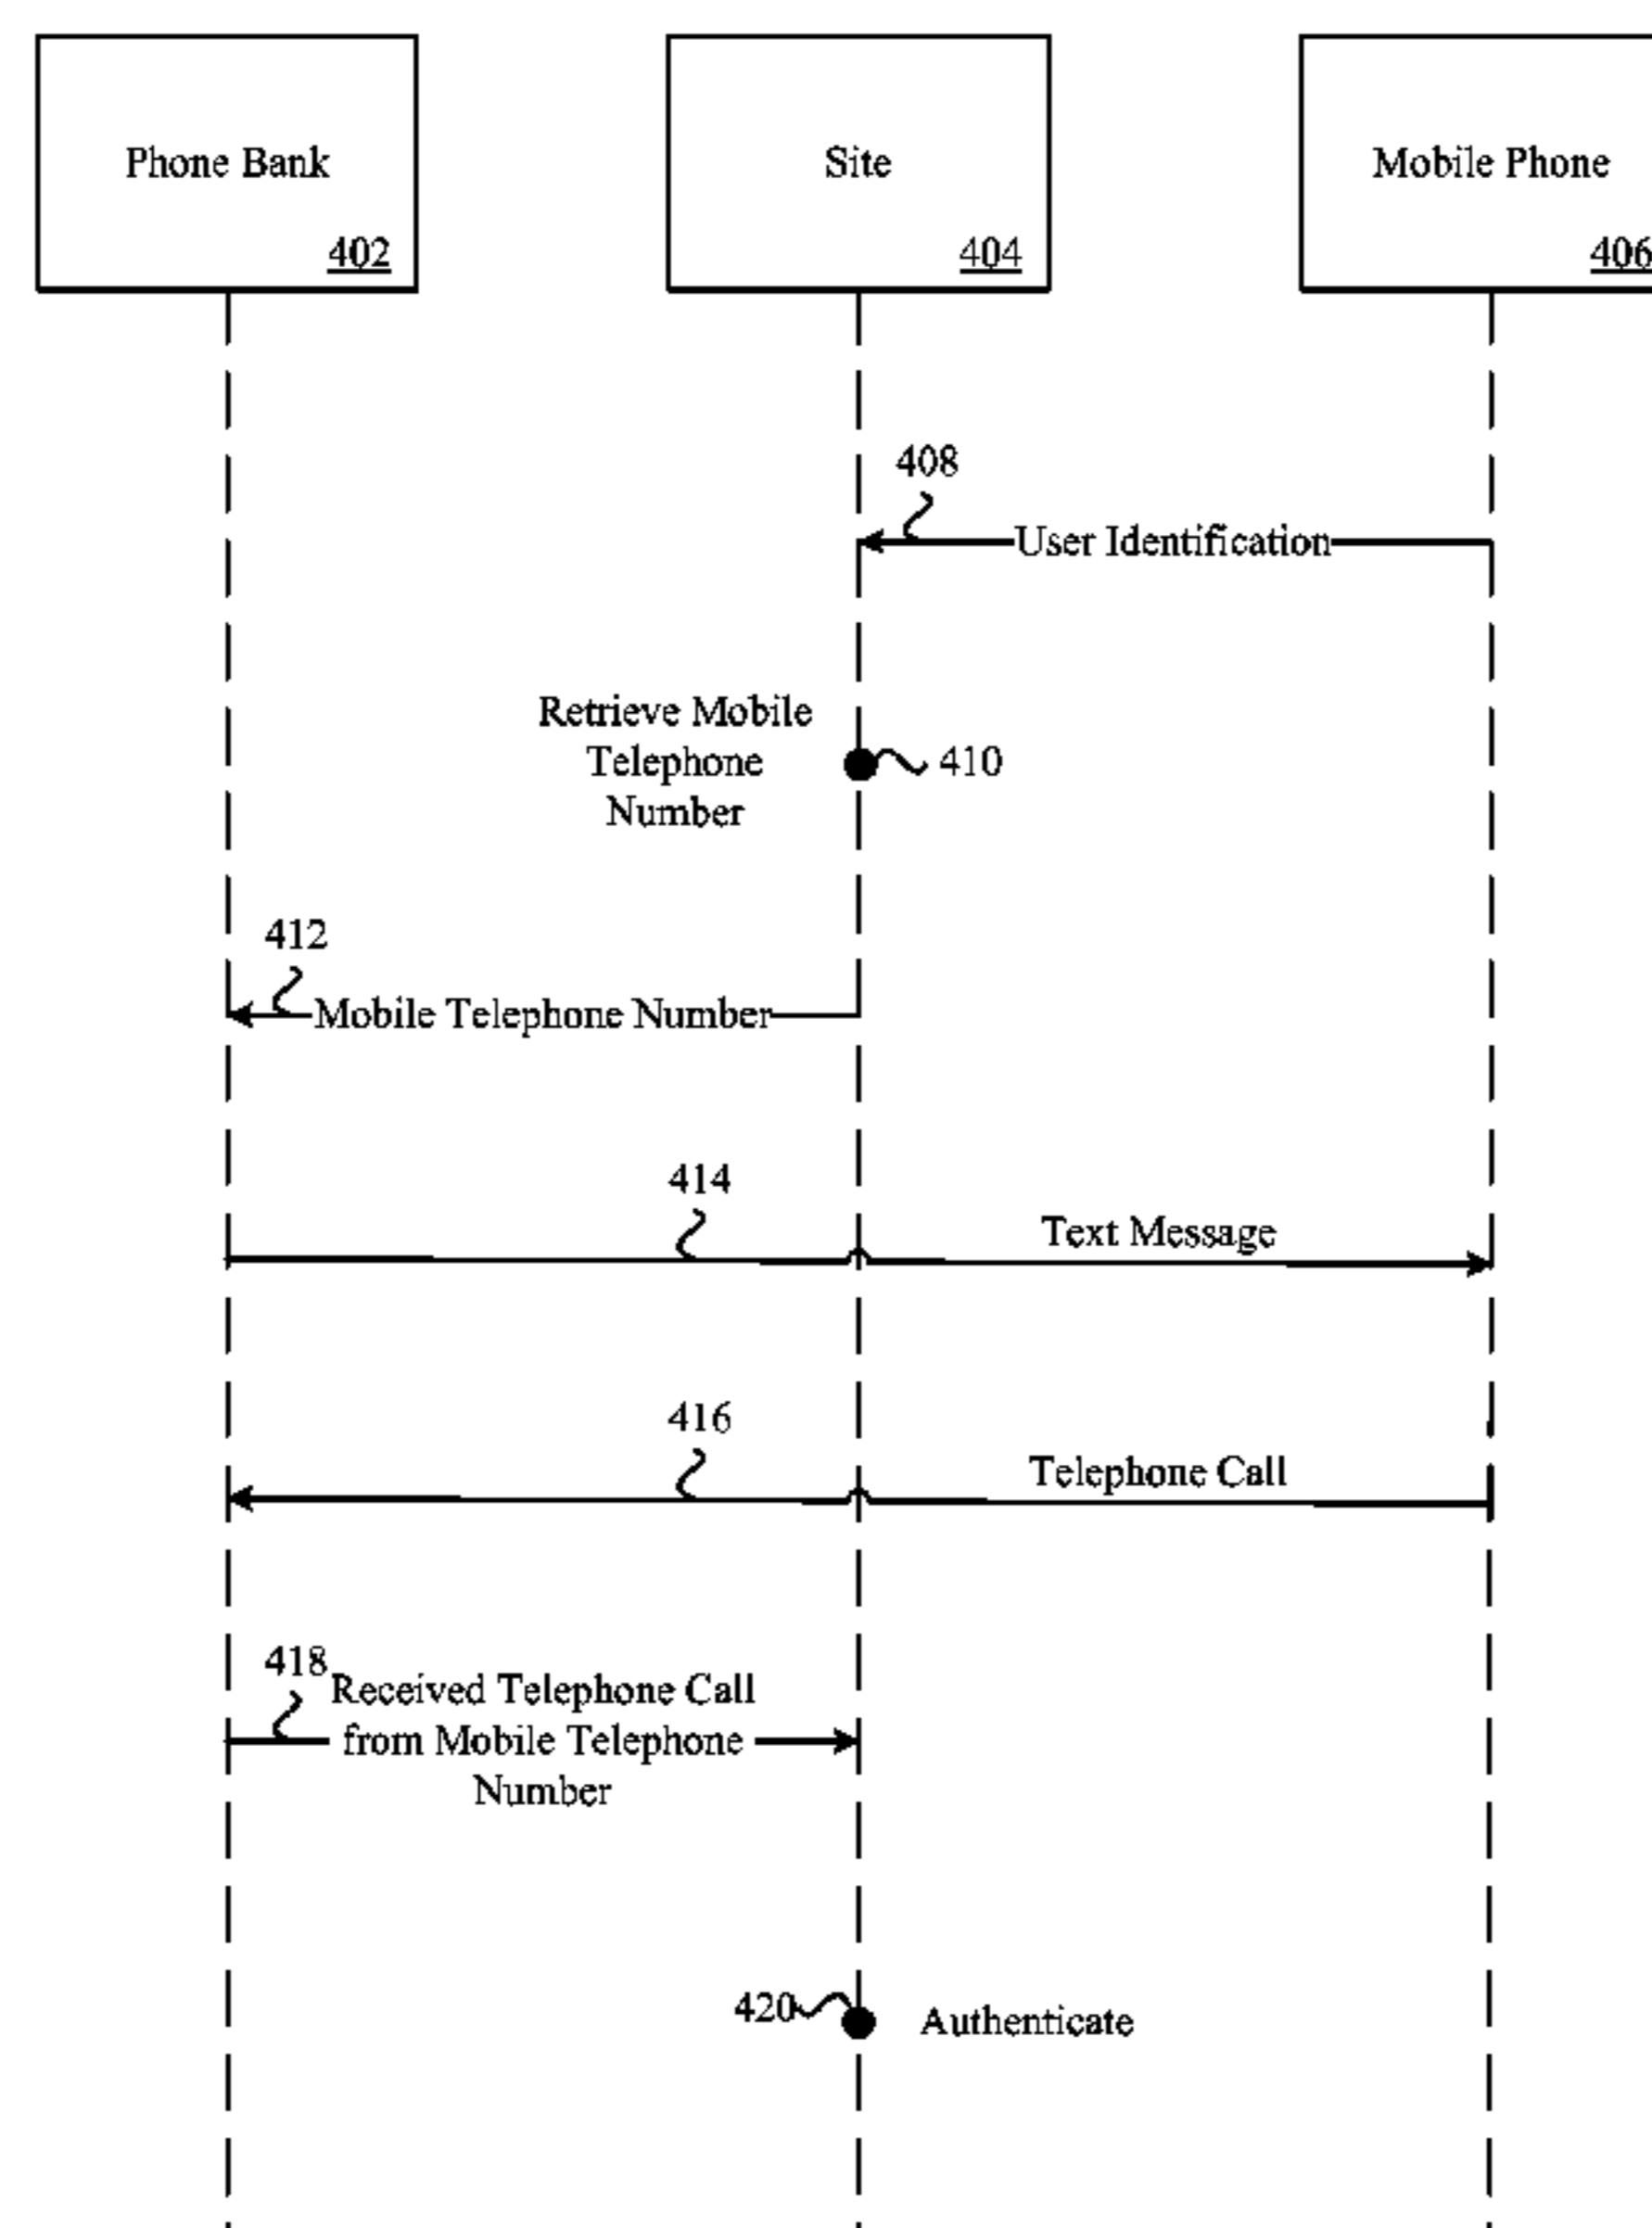 Phone Bank
402
Site
404
Mobile Phone
406
408
User Identification
Retrieve Mobile
Telephone
Number
410
412
Mobile Telephone Number
414
Text Message
416
Telephone Call
418
Received Telephone Call
from Mobile Telephone
Number
420
Authenticate